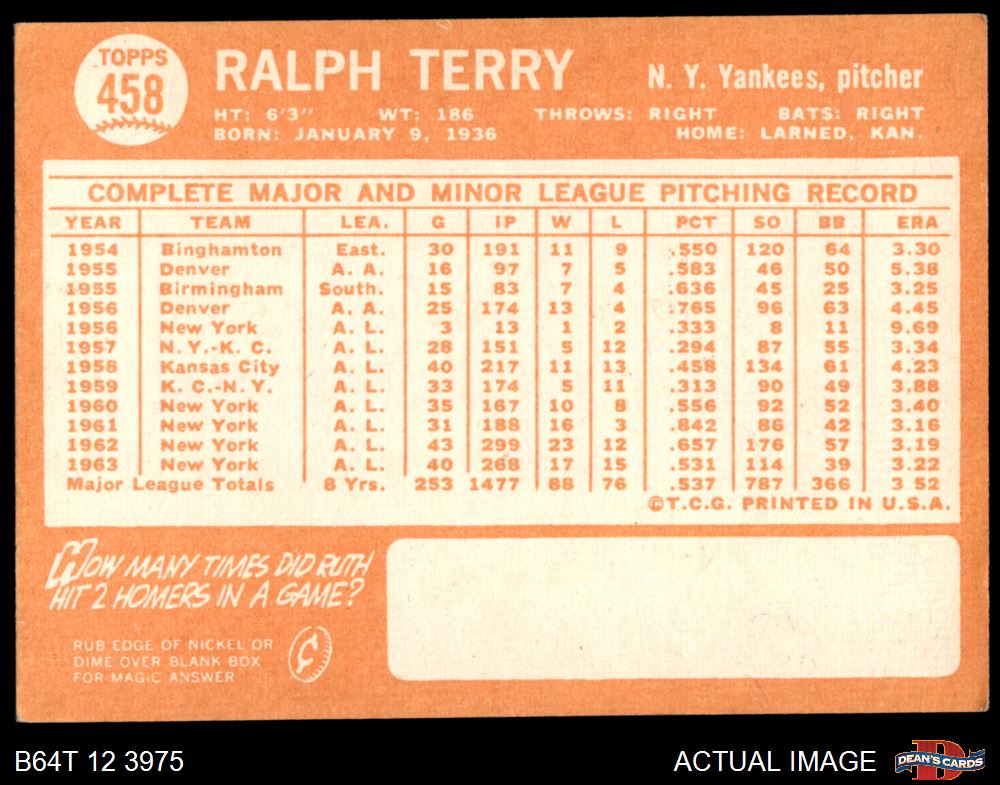 TOPPS
458
RALPH TERRY
N. Y. Yankees, pitcher
HT: 6'3" WT: 186 THROWS: RIGHT BATS: RIGHT
BORN: JANUARY 9, 1936 HOME: LARNED, KAN.
COMPLETE MAJOR AND MINOR LEAGUE PITCHING RECORD
YEAR TEAM LEA. G IP W L PCT SO BB ERA
1954 Binghamton East. 30 191 11 9 .550 120 64 3.30
1955 Denver A. A. 16 97 7 5 .583 46 50 5.38
1955 Birmingham South. 15 83 7 4 .636 45 25 3.25
1956 Denver A. A. 25 174 13 4 .765 96 63 4.45
1956 New York A. L. 3 13 1 2 .333 8 11 9.69
1957 N. Y.-K. C. A. L. 28 151 5 12 .294 87 55 3.34
1958 Kansas City A. L. 40 217 11 13 .458 134 61 4.23
1959 K. C.-N. Y. A. L. 33 174 5 11 .313 90 49 3.88
1960 New York A. L. 35 167 10 8 .556 92 52 3.40
1961 New York A. L. 31 188 16 3 .842 86 42 3.16
1962 New York A. L. 43 299 23 12 .657 176 57 3.19
1963 New York A. L. 40 268 17 15 .531 114 39 3.22
Major League Totals 8 Yrs. 253 1477 88 76 .537 787 366 3 52
©T.C.G. PRINTED IN U.S.A.
HOW MANY TIMES DID RUTH
HIT 2 HOMERS IN A GAME?
RUB EDGE OF NICKEL OR
DIME OVER BLANK BOX
FOR MAGIC ANSWER
B64T 12 3975
ACTUAL IMAGE
D
DEAN'S CARDS